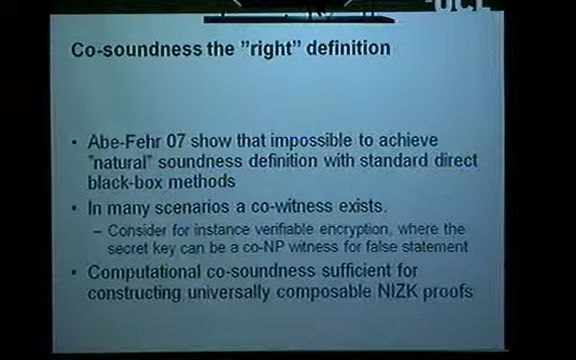 UCL
Co-soundness the "right" definition
• Abe-Fehr 07 show that impossible to achieve
"natural" soundness definition with standard direct
black-box methods
• In many scenarios a co-witness exists.
– Consider for instance verifiable encryption, where the
secret key can be a co-NP witness for false statement
• Computational co-soundness sufficient for
constructing universally composable NIZK proofs